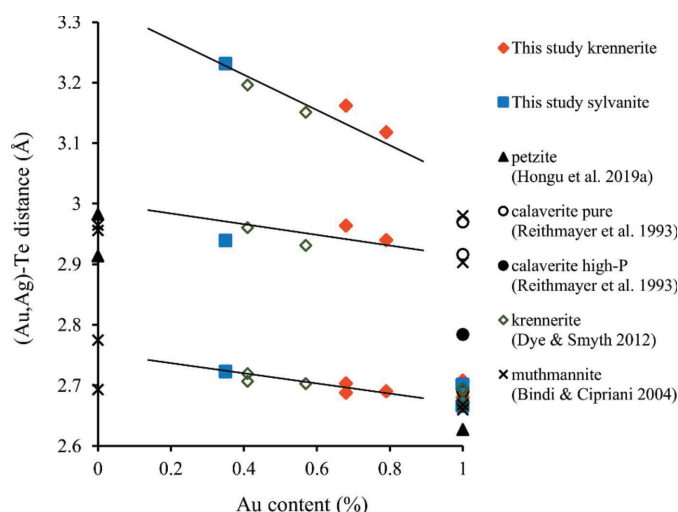 3.3
3.2
3.1
3
2.9
2.8
2.7
2.6
(Au,Ag)-Te distance (Å)
0
0.2
0.4
0.6
0.8
1
Au content (%)
This study krennerite
This study sylvanite
petzite
(Hongu et al. 2019a)
calaverite pure
(Reithmayer et al. 1993)
calaverite high-P
(Reithmayer et al. 1993)
krennerite
(Dye & Smyth 2012)
muthmannite
(Bindi & Cipriani 2004)